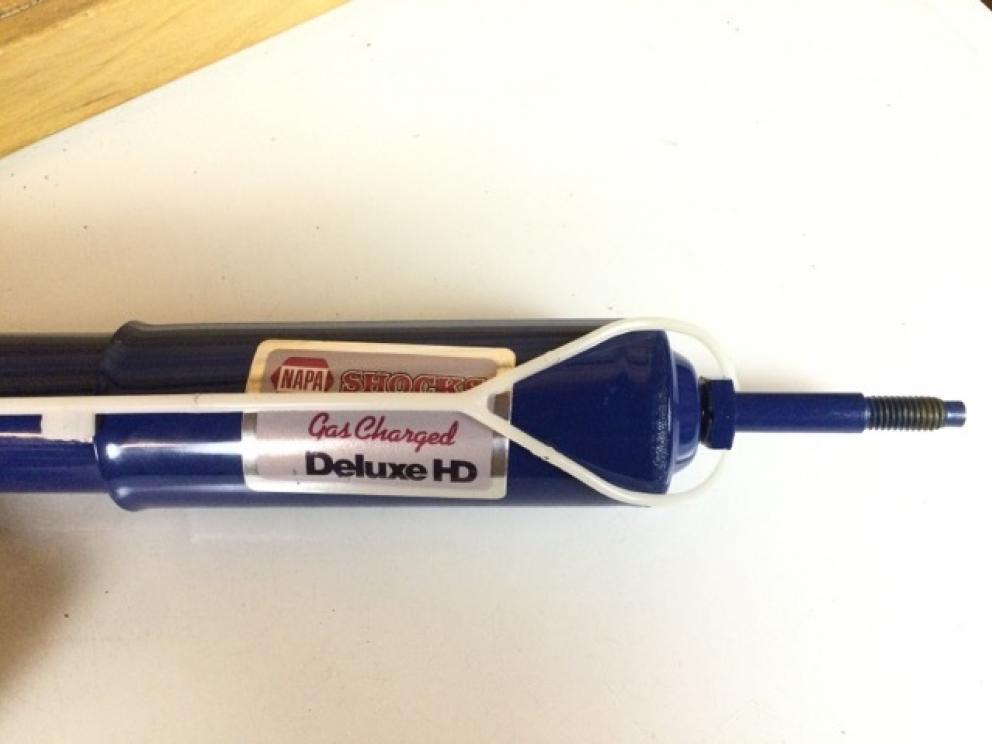 NAPA SHOCKS
Gas Charged
Deluxe HD